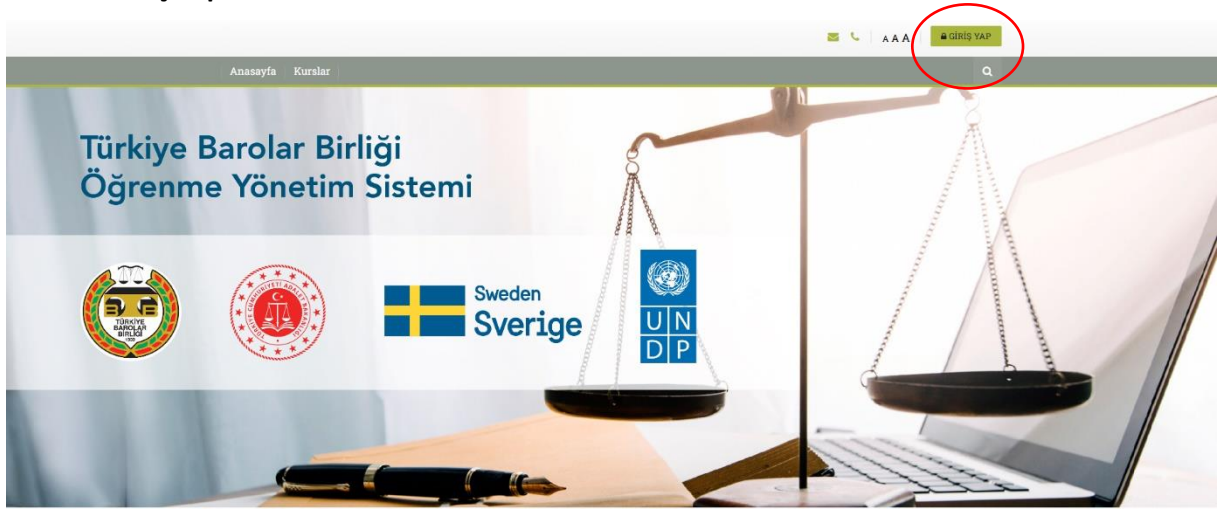 A A A
GİRİŞ YAP
Anasayfa Kurslar
Türkiye Barolar Birliği
Öğrenme Yönetim Sistemi
TÜRKİYE
BAROLAR
BİRLİĞİ
Sweden
Sverige
U N
D P